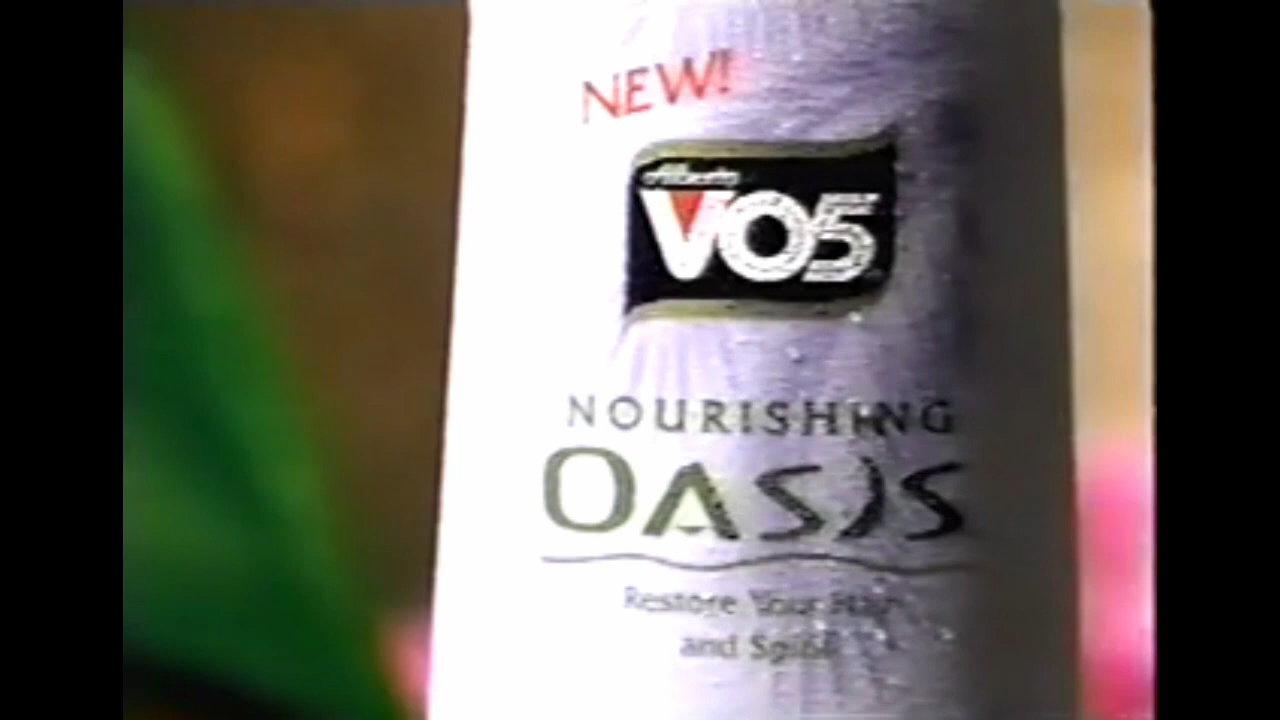 NEW!
Alberto
VO5
NOURISHING
OASIS
Restore Your Hair
and Spirit